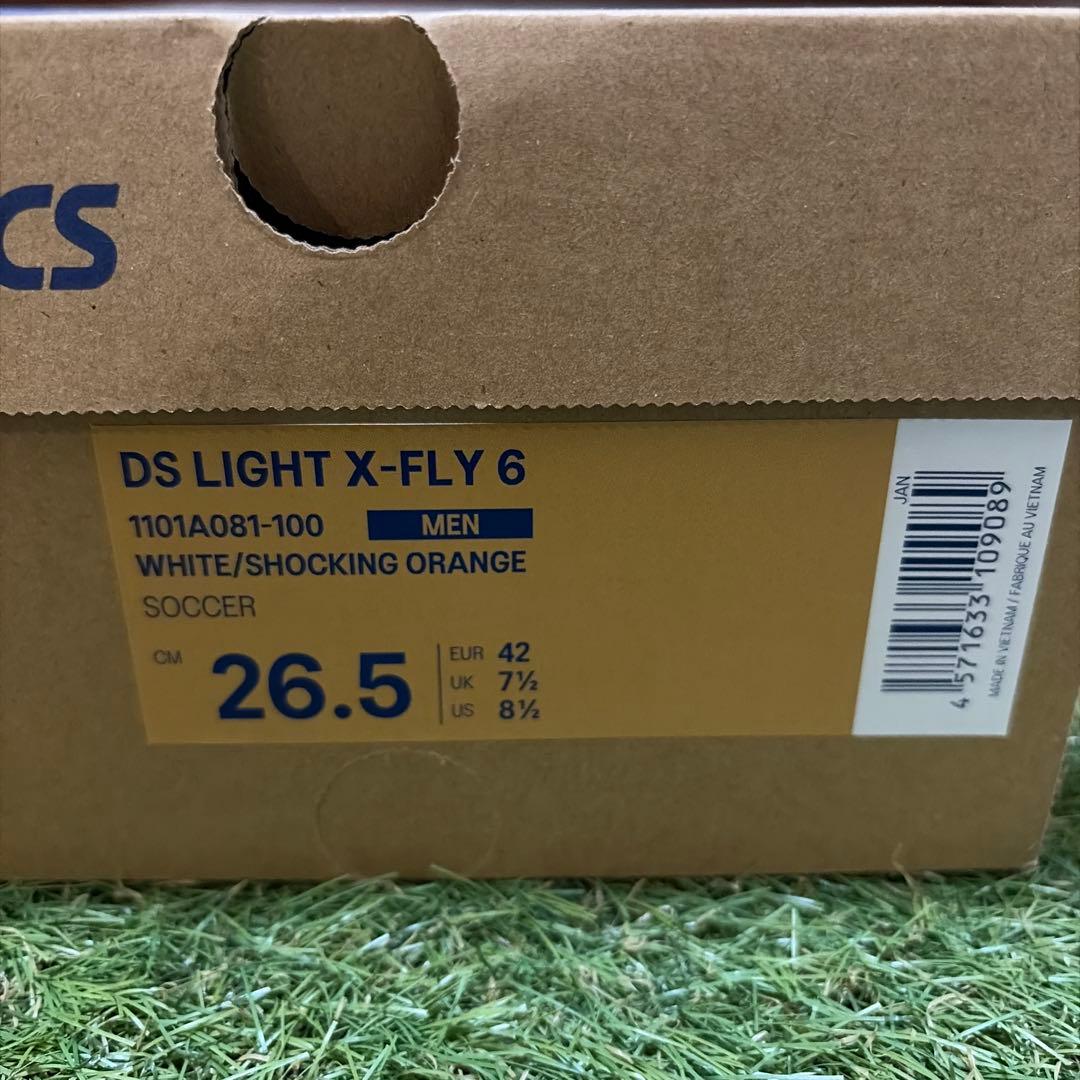 CS
DS LIGHT X-FLY 6
1101A081-100 MEN
WHITE/SHOCKING ORANGE
SOCCER
CM 26.5
EUR 42
UK 7½
US 8½
JAN
4 571633 109089
MADE IN VIETNAM / FABRIQUE AU VIETNAM